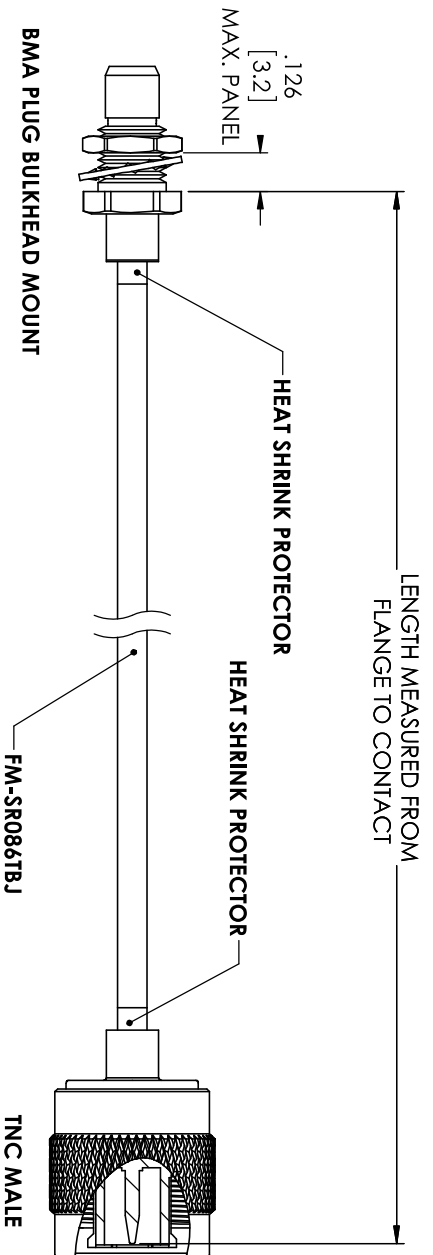 .126
[3.2]
MAX. PANEL
LENGTH MEASURED FROM
FLANGE TO CONTACT
HEAT SHRINK PROTECTOR
HEAT SHRINK PROTECTOR
FM-SR086TBJ
BMA PLUG BULKHEAD MOUNT
TNC MALE